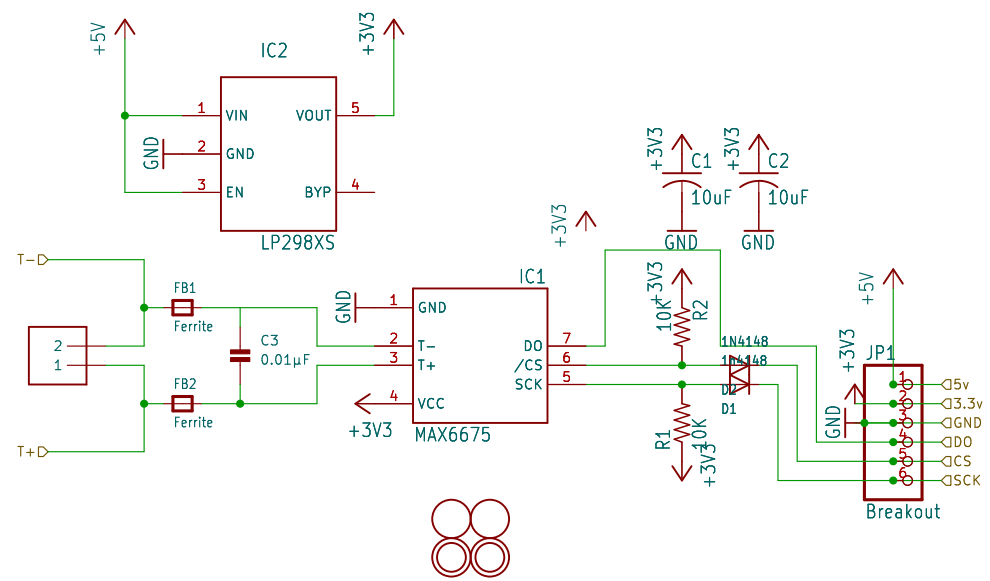 +5V
+3V3
IC2
1 VIN VOUT 5
GND 2 GND
3 EN BYP 4
LP298XS
+3V3 C1 10uF GND
+3V3 C2 10uF GND
+3V3
T-
FB1
Ferrite
2
1
C3
0.01µF
FB2
Ferrite
T+
IC1
GND 1 GND
2 T-
3 T+
4 VCC
+3V3
DO 7
/CS 6
SCK 5
MAX6675
+3V3
10K R2
1N4148
1n4148
D2
D1
R1 10K
+3V3
+5V
+3V3
GND
JP1
1 5v
2 3.3v
3 GND
4 DO
5 CS
6 SCK
Breakout